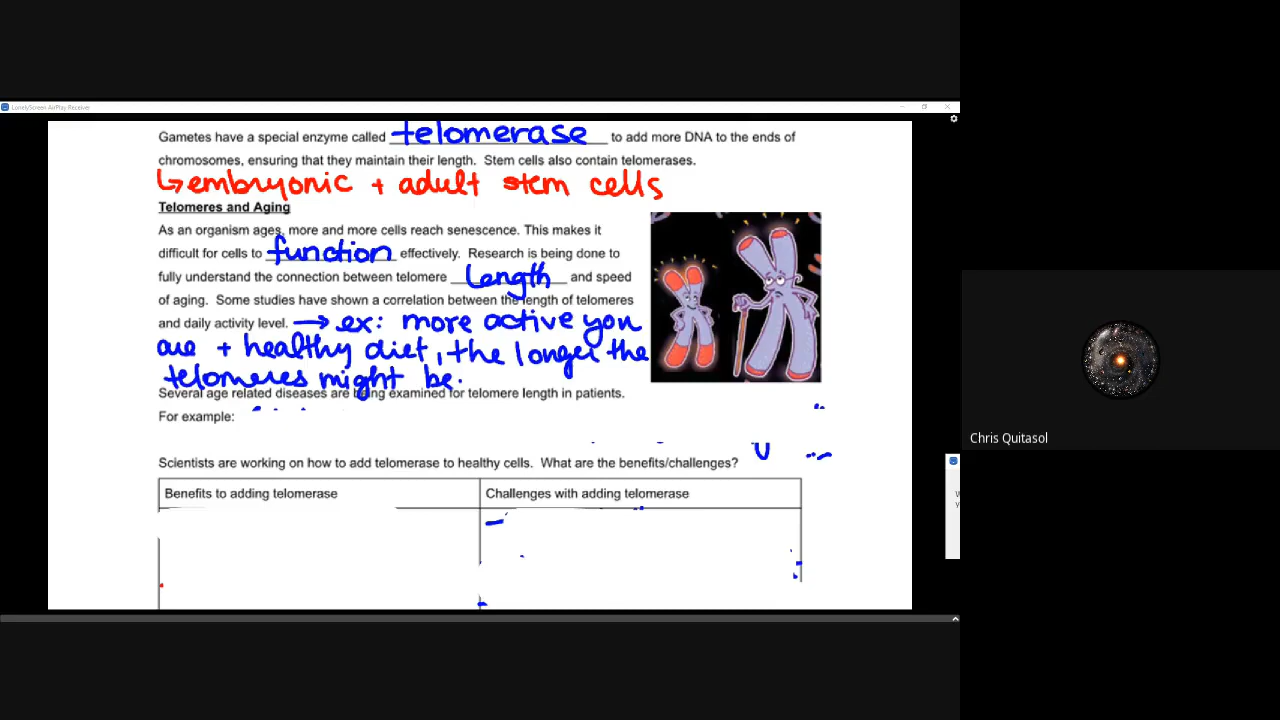 LonelyScreen AirPlay Receiver
Gametes have a special enzyme called telomerase to add more DNA to the ends of
chromosomes, ensuring that they maintain their length. Stem cells also contain telomerases.
↳embryonic + adult stem cells
Telomeres and Aging
As an organism ages, more and more cells reach senescence. This makes it
difficult for cells to function effectively. Research is being done to
fully understand the connection between telomere length and speed
of aging. Some studies have shown a correlation between the length of telomeres
and daily activity level. → ex: more active you
are + healthy diet, the longer the
telomeres might be.
Several age related diseases are being examined for telomere length in patients.
For example:
Scientists are working on how to add telomerase to healthy cells. What are the benefits/challenges?
Benefits to adding telomerase
Challenges with adding telomerase
Chris Quitasol